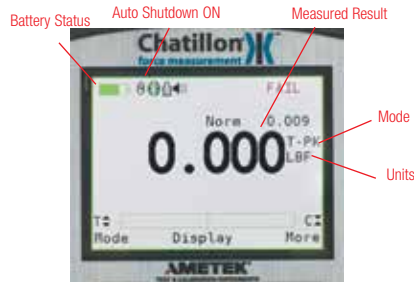 Battery Status
Auto Shutdown ON
Measured Result
Chatillon
force measurement
FAIL
Norm 0.009
0.000
T-PK
LBF
Mode
Units
T
C
Mode Display More
AMETEK